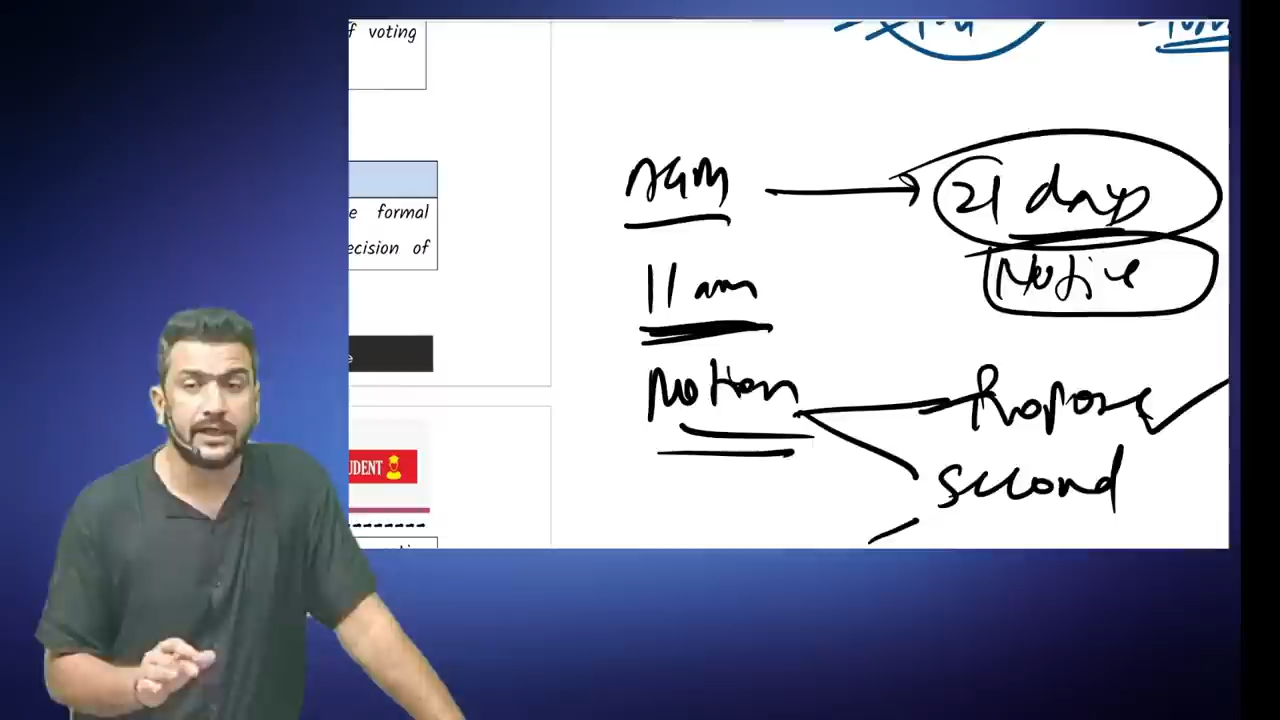 f voting
e formal
ecision of
e
UDENT
AGM → 21 days
Notice
11 am
Motion
Propose
Second